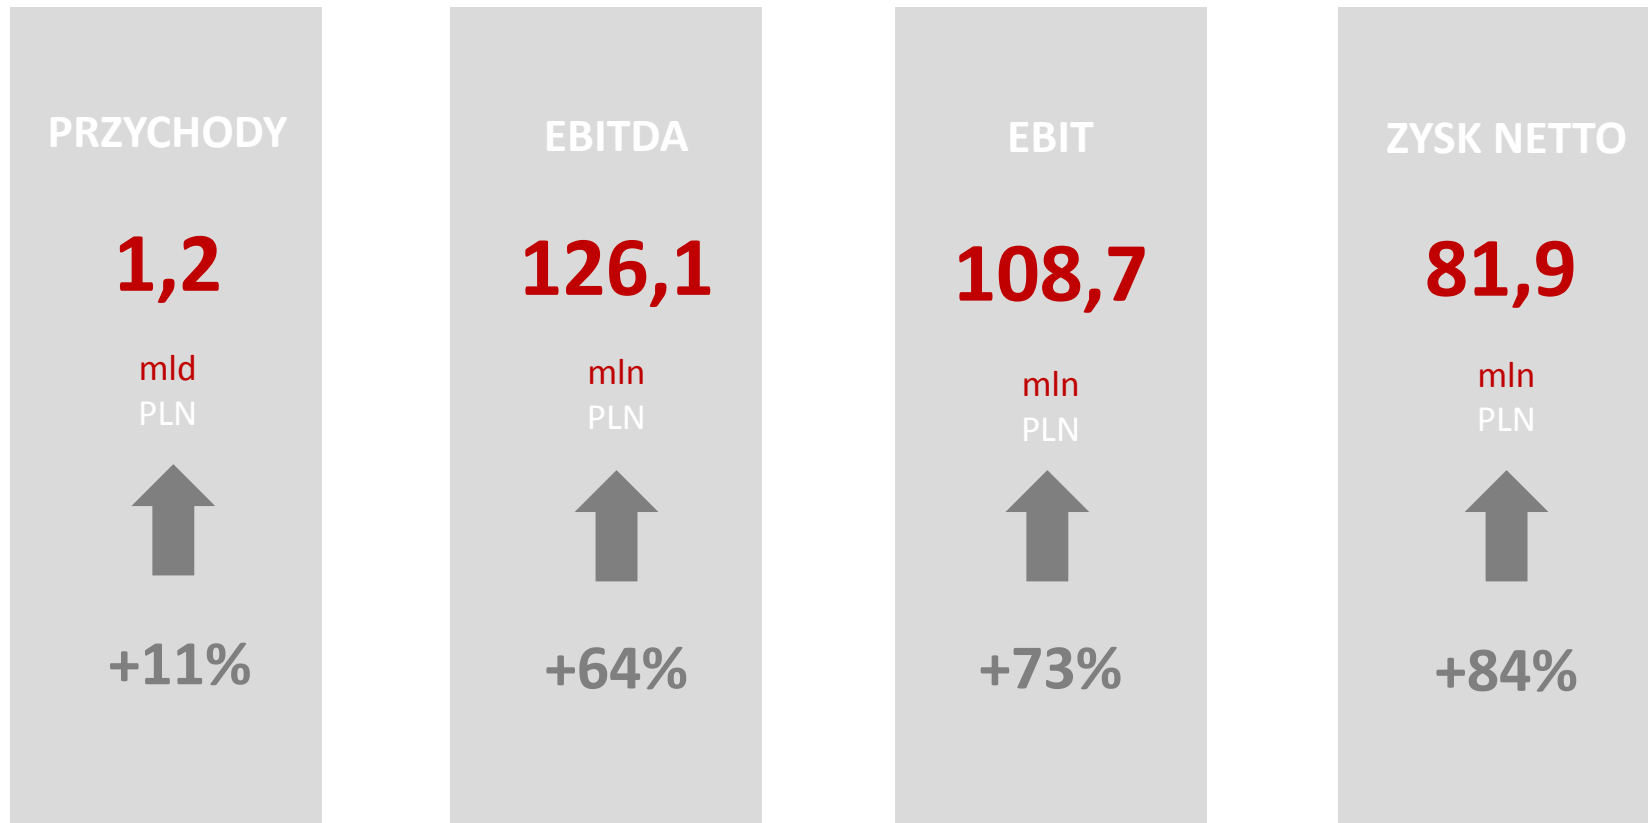 PRZYCHODY
1,2
mld
PLN
+11%
EBITDA
126,1
mln
PLN
+64%
EBIT
108,7
mln
PLN
+73%
ZYSK NETTO
81,9
mln
PLN
+84%